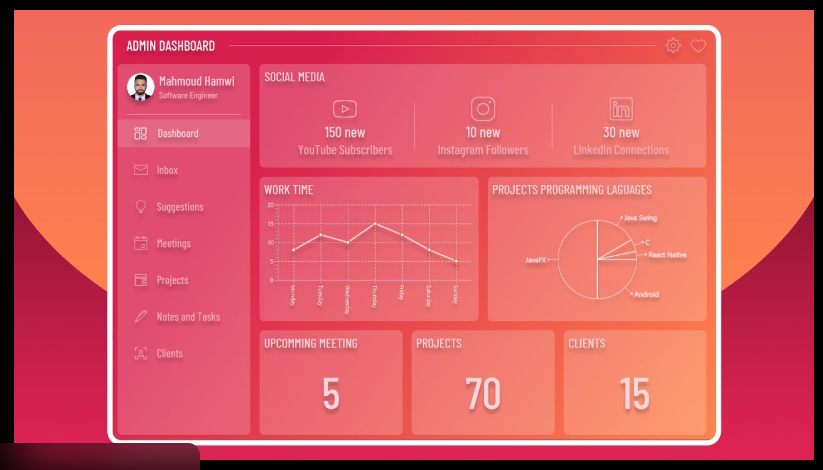 ADMIN DASHBOARD
Mahmoud Hamwi
Software Engineer
Dashboard
Inbox
Suggestions
Meetings
Projects
Notes and Tasks
Clients
SOCIAL MEDIA
150 new
YouTube Subscribers
10 new
Instagram Followers
in
30 new
LinkedIn Connections
WORK TIME
20
15
10
5
0
Monday
Tuesday
Wednesday
Thursday
Friday
Saturday
Sunday
PROJECTS PROGRAMMING LAGUAGES
Java Swing
C
React Native
JavaFX
Android
UPCOMMING MEETING
5
PROJECTS
70
CLIENTS
15